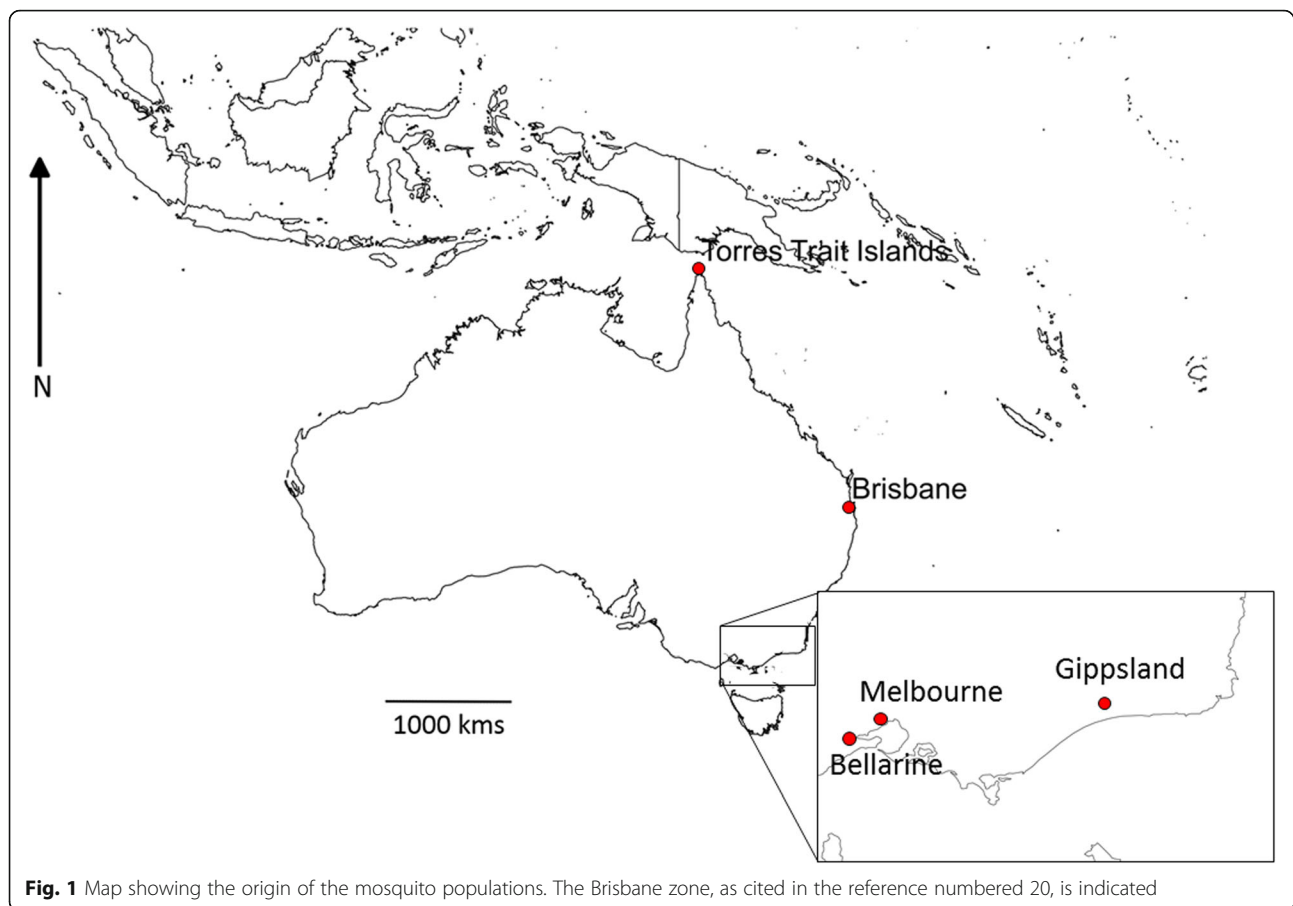 Torres Trait Islands
N
Brisbane
1000 kms
Gippsland
Melbourne
Bellarine
Fig. 1 Map showing the origin of the mosquito populations. The Brisbane zone, as cited in the reference numbered 20, is indicated